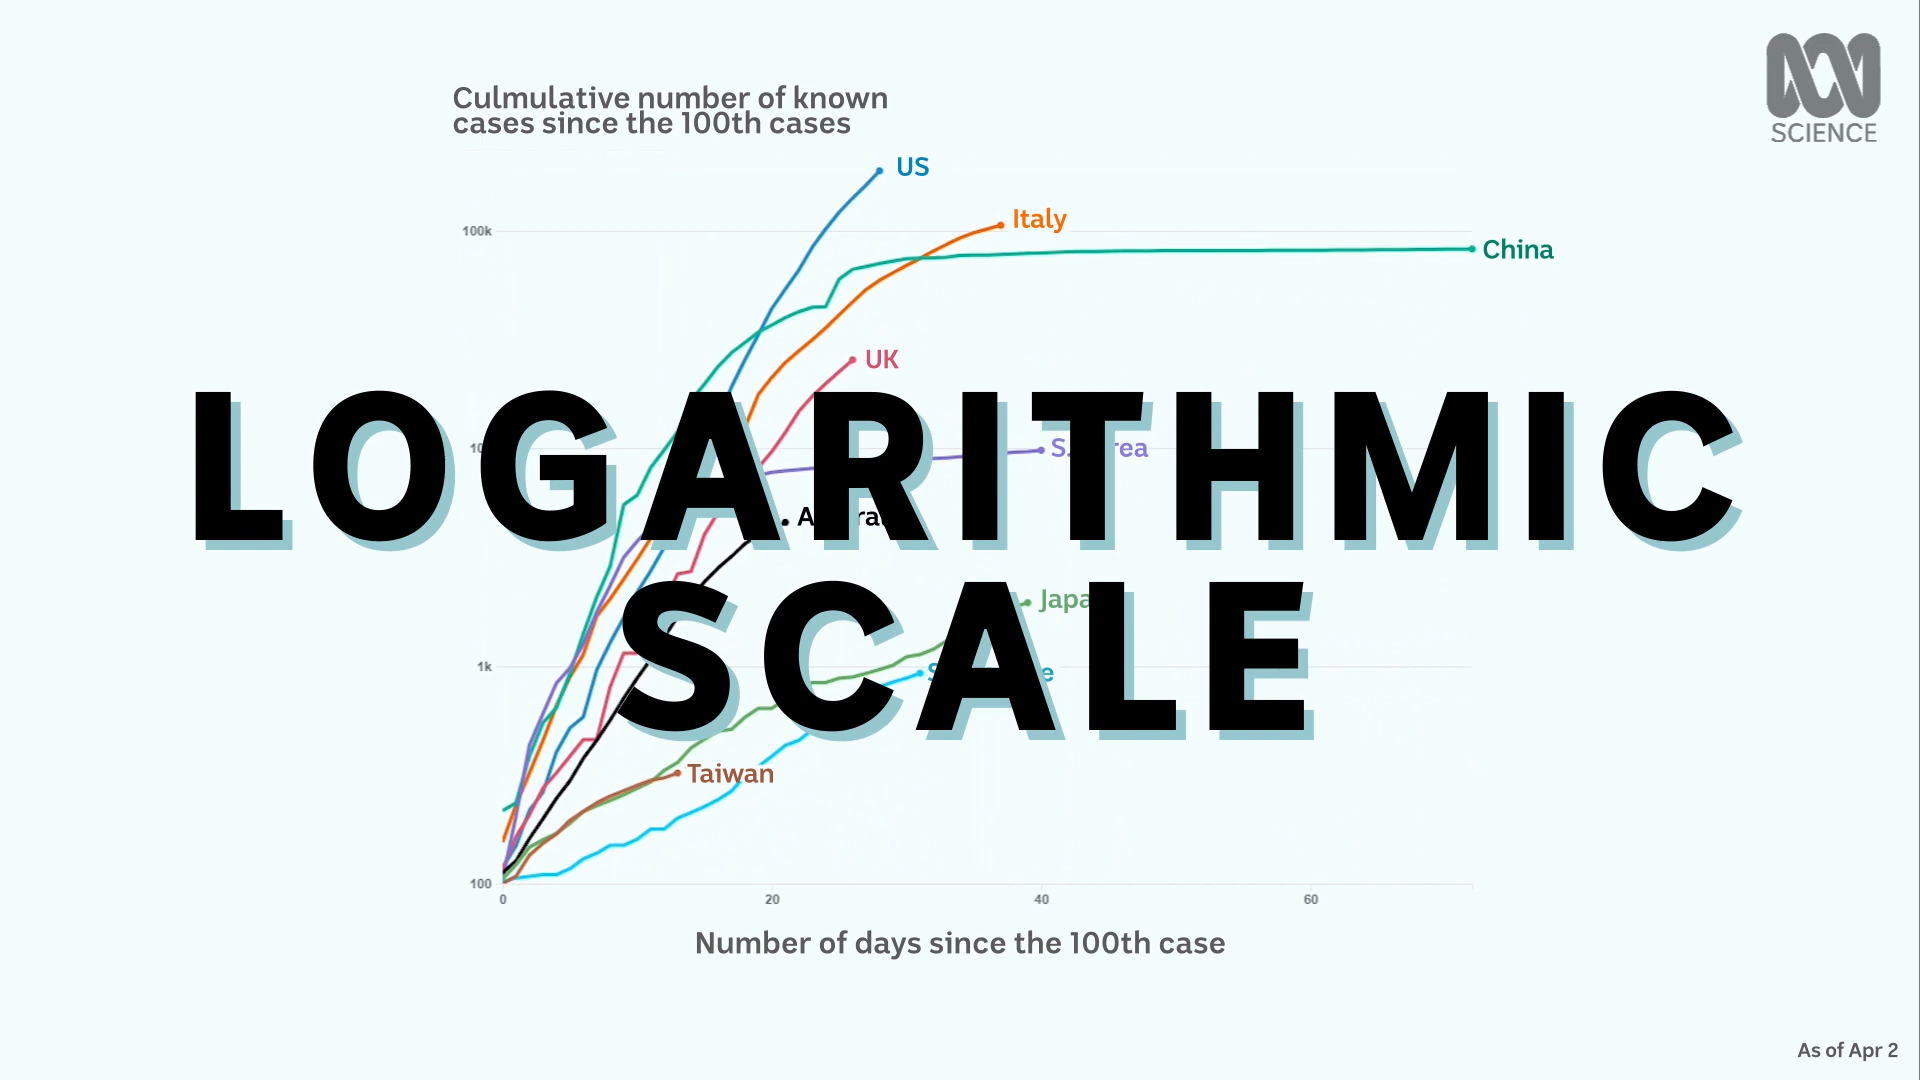 Culmulative number of known
cases since the 100th cases
SCIENCE
US
Italy
100k
China
UK
LOGARITHMIC
SCALE
1k
Taiwan
100
0 20 40 60
Number of days since the 100th case
As of Apr 2